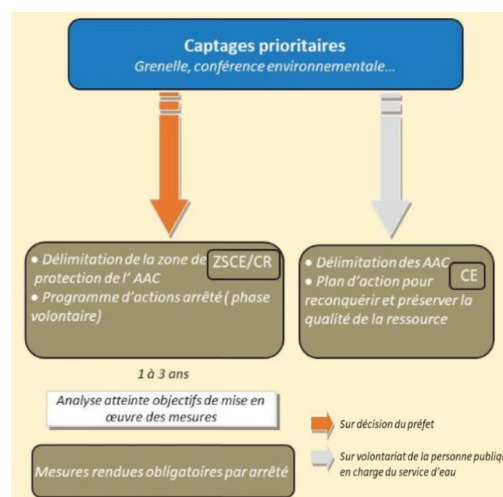 Captages prioritaires
Grenelle, conférence environnementale...
• Délimitation de la zone de
protection de l' AAC
• Programme d'actions arrêté ( phase
volontaire)
ZSCE/CR
• Délimitation des AAC
• Plan d'action pour
reconquérir et préserver la
qualité de la ressource
CE
1 à 3 ans
Analyse atteinte objectifs de mise en
œuvre des mesures
Mesures rendues obligatoires par arrêté
Sur décision du préfet
Sur volontariat de la personne publique
en charge du service d'eau